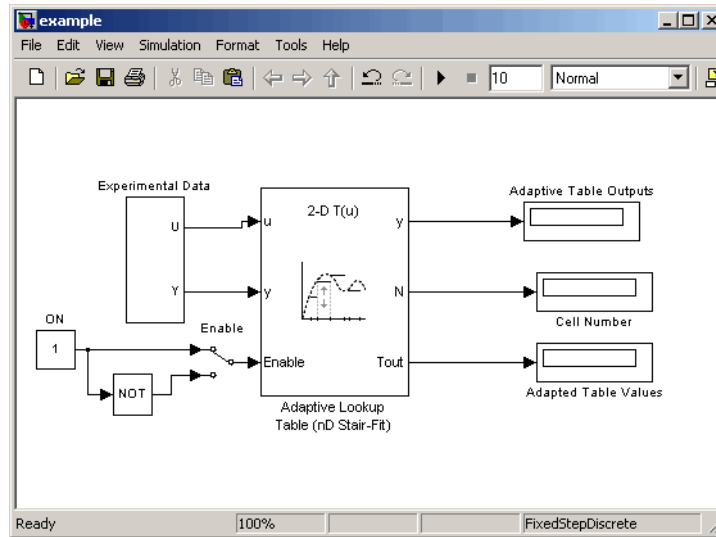 example
File Edit View Simulation Format Tools Help
10 Normal
Experimental Data
U
Y
ON
1
NOT
Enable
2-D T(u)
u
y
Enable
y
N
Tout
Adaptive Lookup
Table (nD Stair-Fit)
Adaptive Table Outputs
Cell Number
Adapted Table Values
Ready 100% FixedStepDiscrete